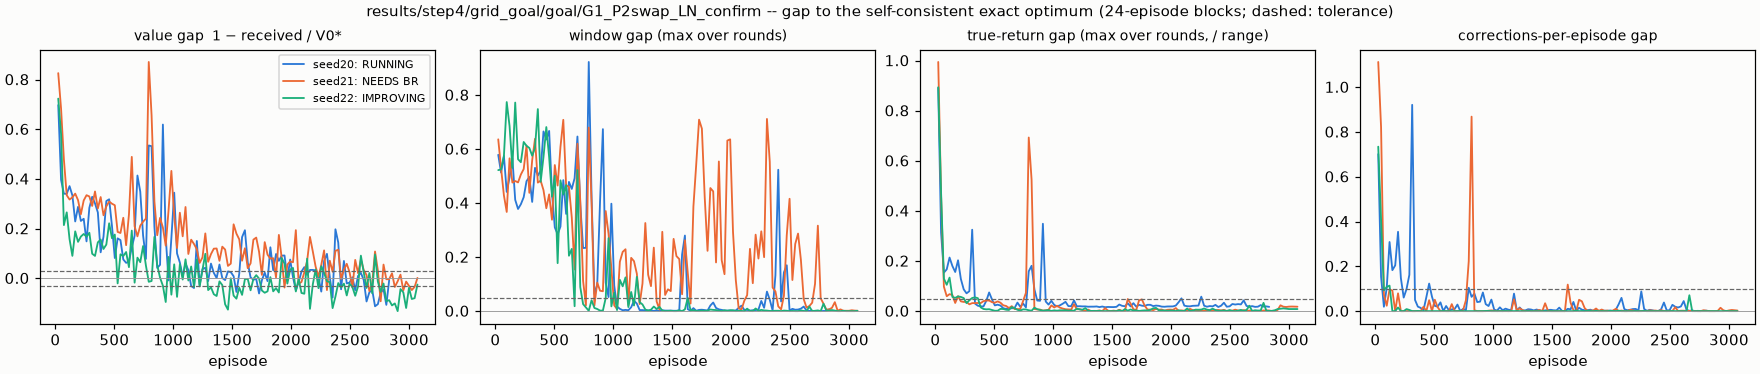 results/step4/grid_goal/goal/G1_P2swap_LN_confirm -- gap to the self-consistent exact optimum (24-episode blocks; dashed: tolerance)
value gap 1 − received / V0*
window gap (max over rounds)
true-return gap (max over rounds, / range)
corrections-per-episode gap
seed20: RUNNING
seed21: NEEDS BR
seed22: IMPROVING
0.8
0.6
0.4
0.2
0.0
0 500 1000 1500 2000 2500 3000
episode
0.8
0.6
0.4
0.2
0.0
0 500 1000 1500 2000 2500 3000
episode
1.0
0.8
0.6
0.4
0.2
0.0
0 500 1000 1500 2000 2500 3000
episode
1.0
0.8
0.6
0.4
0.2
0.0
0 500 1000 1500 2000 2500 3000
episode